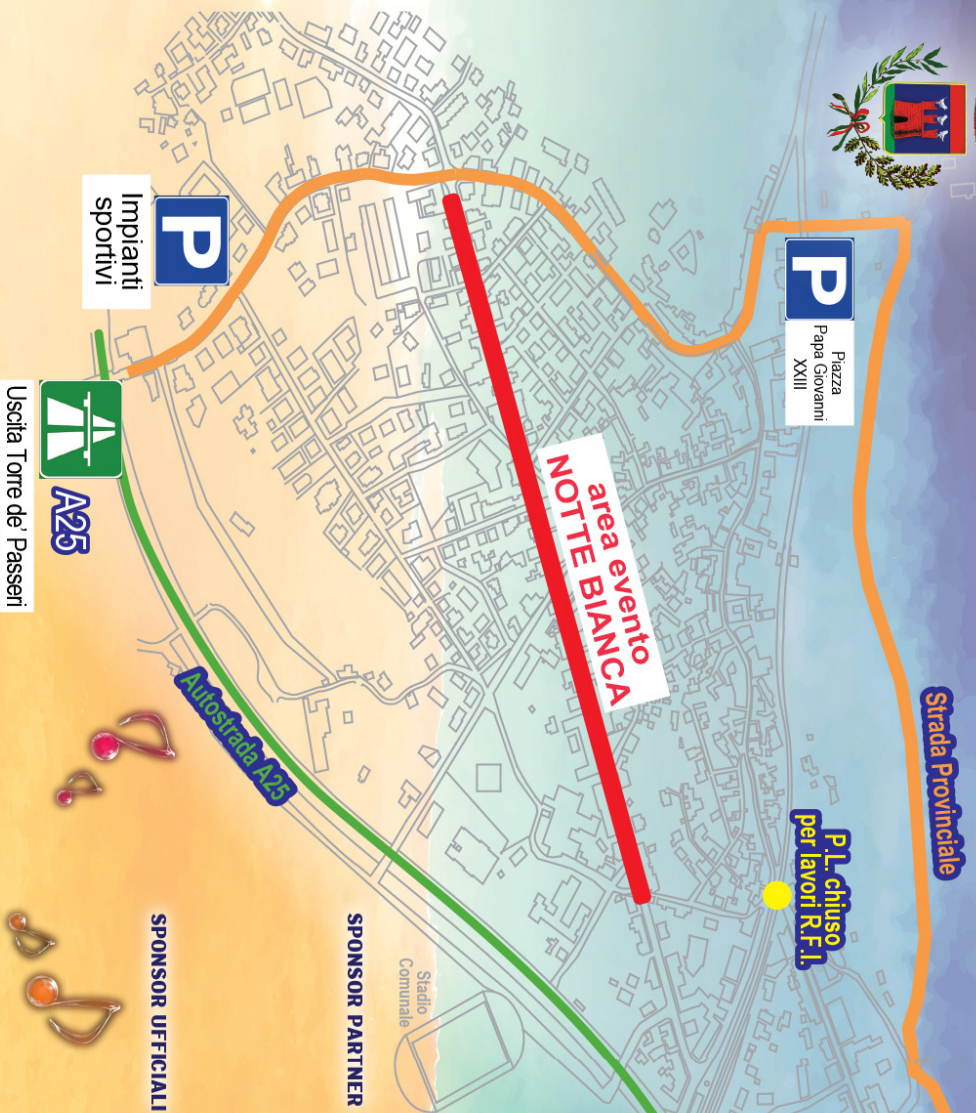 Strada Provinciale
P
Piazza
Papa Giovanni
XXIII
P.L. chiuso
per lavori R.F.I.
area evento
NOTTE BIANCA
P
Impianti
sportivi
A25
Uscita Torre de' Passeri
Autostrada A25
Stadio
Comunale
SPONSOR PARTNER
SPONSOR UFFICIALI